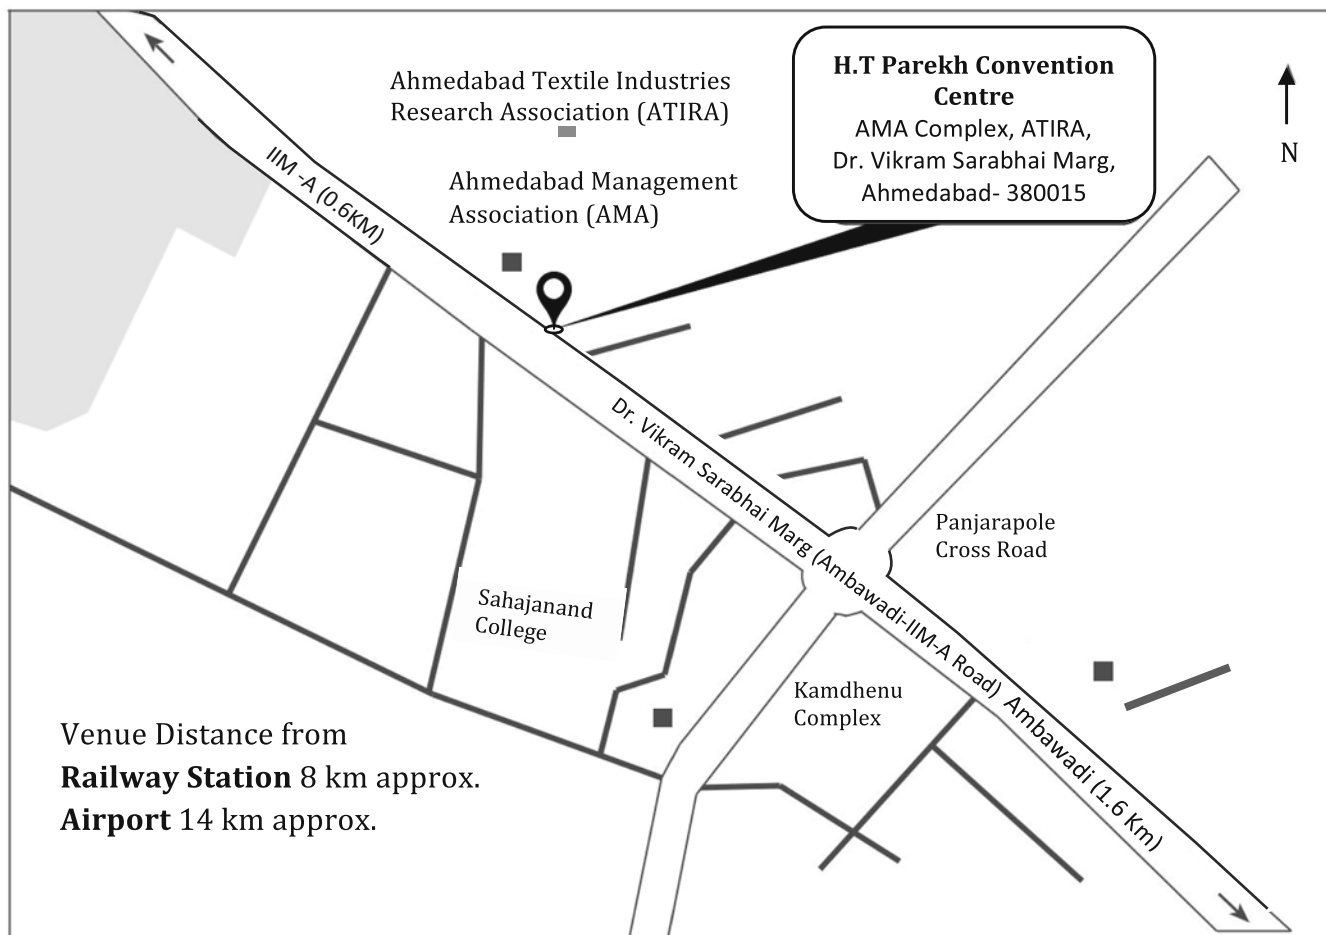 Ahmedabad Textile Industries
Research Association (ATIRA)
H.T Parekh Convention
Centre
AMA Complex, ATIRA,
Dr. Vikram Sarabhai Marg,
Ahmedabad- 380015
N
IIM -A (0.6KM)
Ahmedabad Management
Association (AMA)
Dr. Vikram Sarabhai Marg (Ambawadi-IIM-A Road) Ambawadi (1.6 Km)
Panjarapole
Cross Road
Sahajanand
College
Kamdhenu
Complex
Venue Distance from
Railway Station 8 km approx.
Airport 14 km approx.